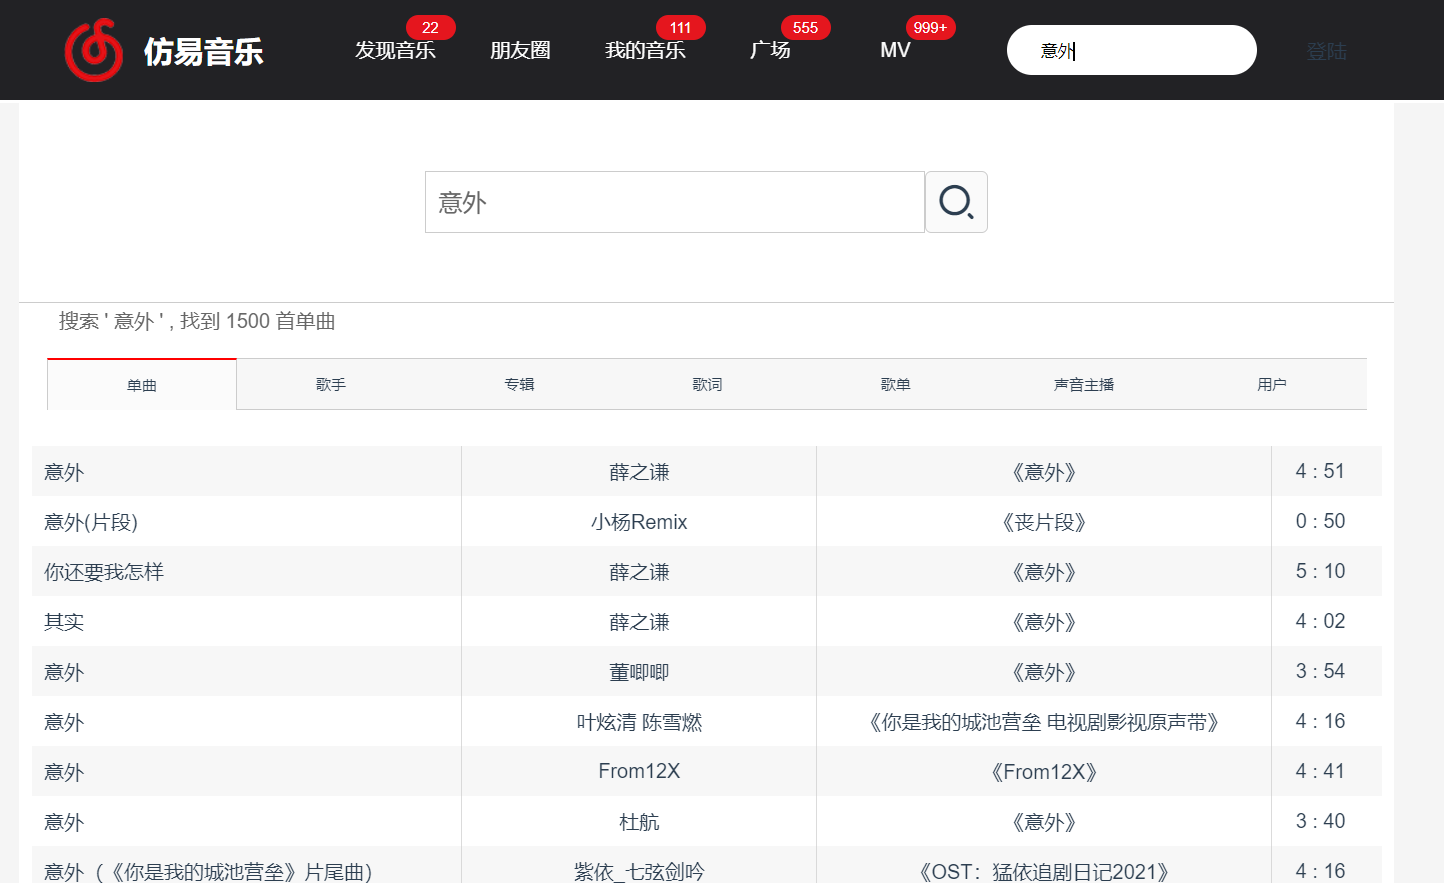 仿易音乐 发现音乐 22 朋友圈 我的音乐 111 广场 555 MV 999+ 意外 登陆
意外
搜索 ' 意外 ' , 找到 1500 首单曲
单曲 歌手 专辑 歌词 歌单 声音主播 用户
意外 薛之谦 《意外》 4 : 51
意外(片段) 小杨Remix 《丧片段》 0 : 50
你还要我怎样 薛之谦 《意外》 5 : 10
其实 薛之谦 《意外》 4 : 02
意外 董唧唧 《意外》 3 : 54
意外 叶炫清 陈雪燃 《你是我的城池营垒 电视剧影视原声带》 4 : 16
意外 From12X 《From12X》 4 : 41
意外 杜航 《意外》 3 : 40
意外（《你是我的城池营垒》片尾曲） 紫依_七弦剑吟 《OST：猛依追剧日记2021》 4 : 16